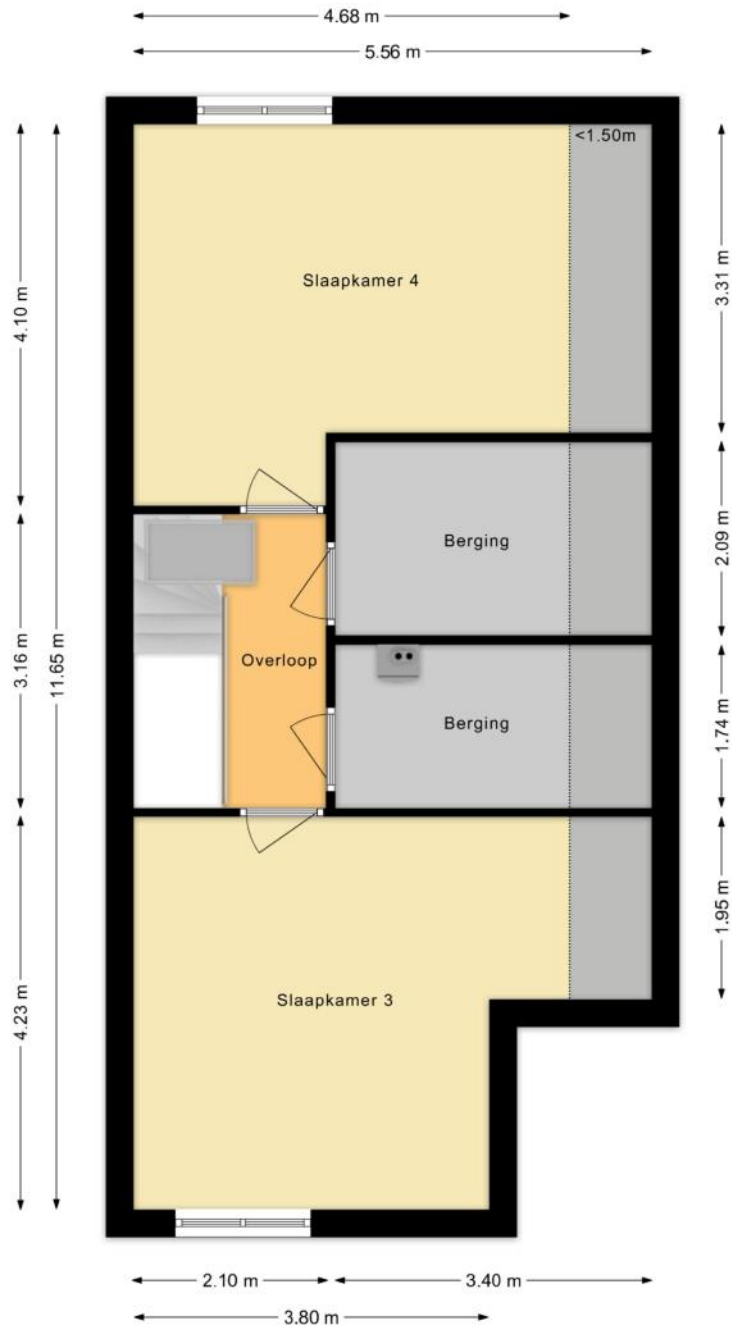 4.68 m
5.56 m
<1.50m
Slaapkamer 4
4.10 m
3.31 m
Berging
2.09 m
Overloop
3.16 m
11.65 m
Berging
1.74 m
1.95 m
Slaapkamer 3
4.23 m
2.10 m
3.40 m
3.80 m